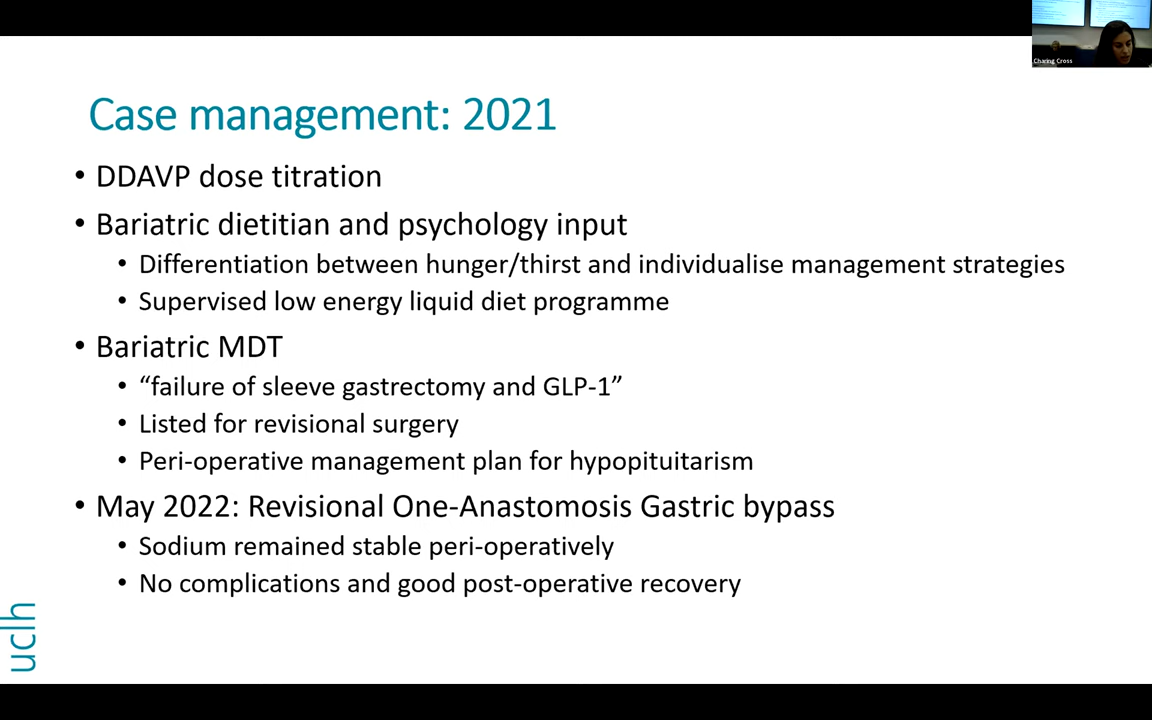 Charing Cross
Case management: 2021
• DDAVP dose titration
• Bariatric dietitian and psychology input
• Differentiation between hunger/thirst and individualise management strategies
• Supervised low energy liquid diet programme
• Bariatric MDT
• “failure of sleeve gastrectomy and GLP-1”
• Listed for revisional surgery
• Peri-operative management plan for hypopituitarism
• May 2022: Revisional One-Anastomosis Gastric bypass
• Sodium remained stable peri-operatively
• No complications and good post-operative recovery
uclh